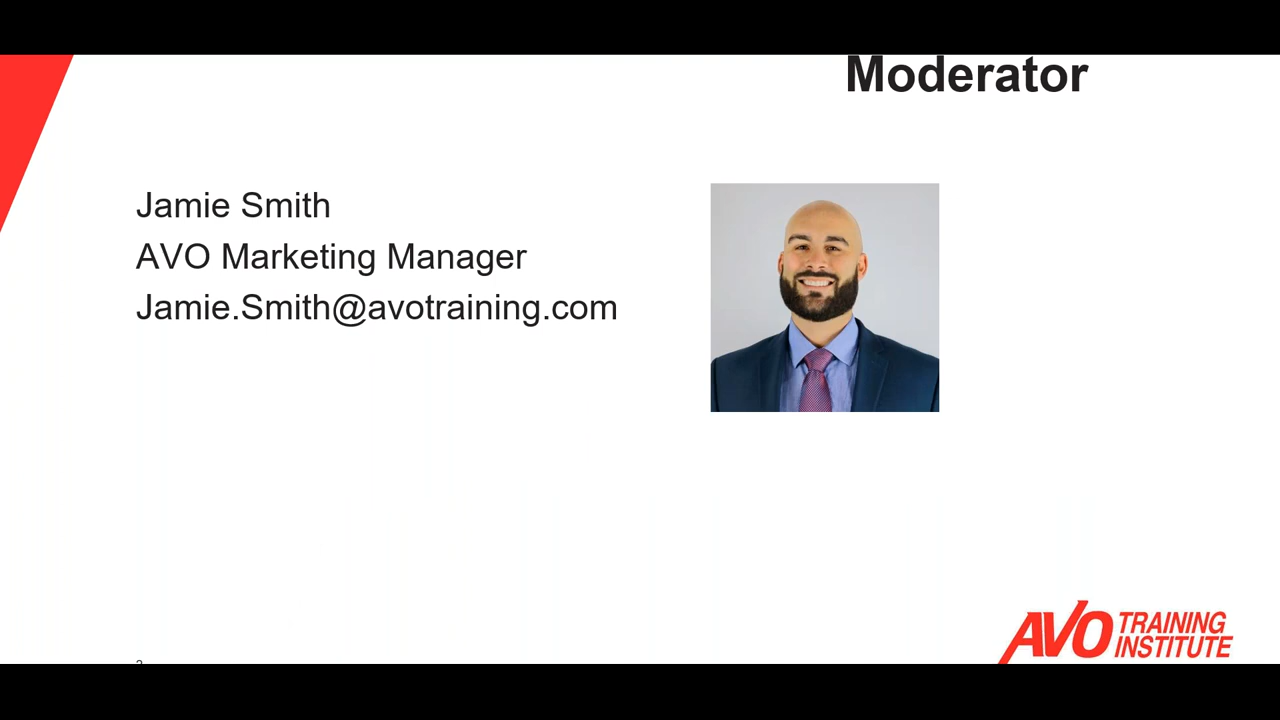 Moderator
Jamie Smith
AVO Marketing Manager
Jamie.Smith@avotraining.com
AVO TRAINING
INSTITUTE